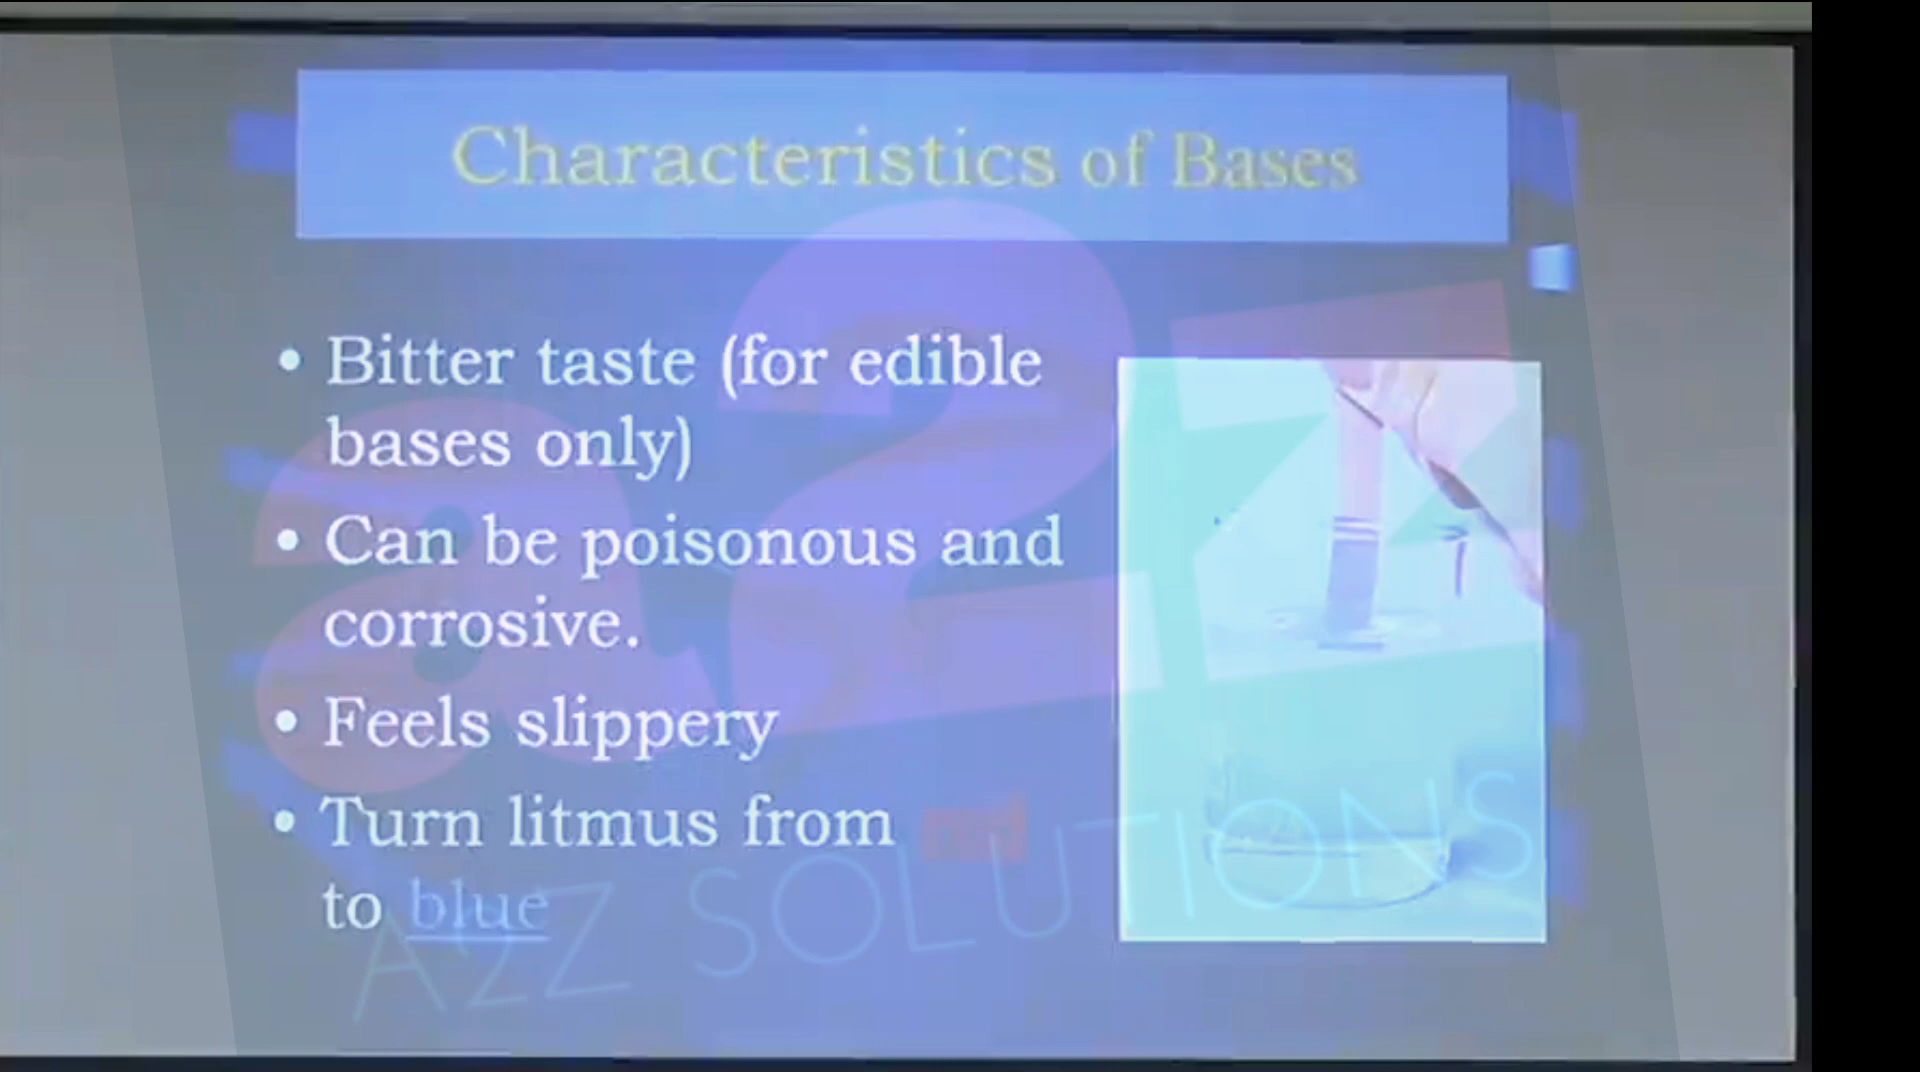 Characteristics of Bases
• Bitter taste (for edible
bases only)
• Can be poisonous and
corrosive.
• Feels slippery
• Turn litmus from red
to blue
a2z
A2Z SOLUTIONS